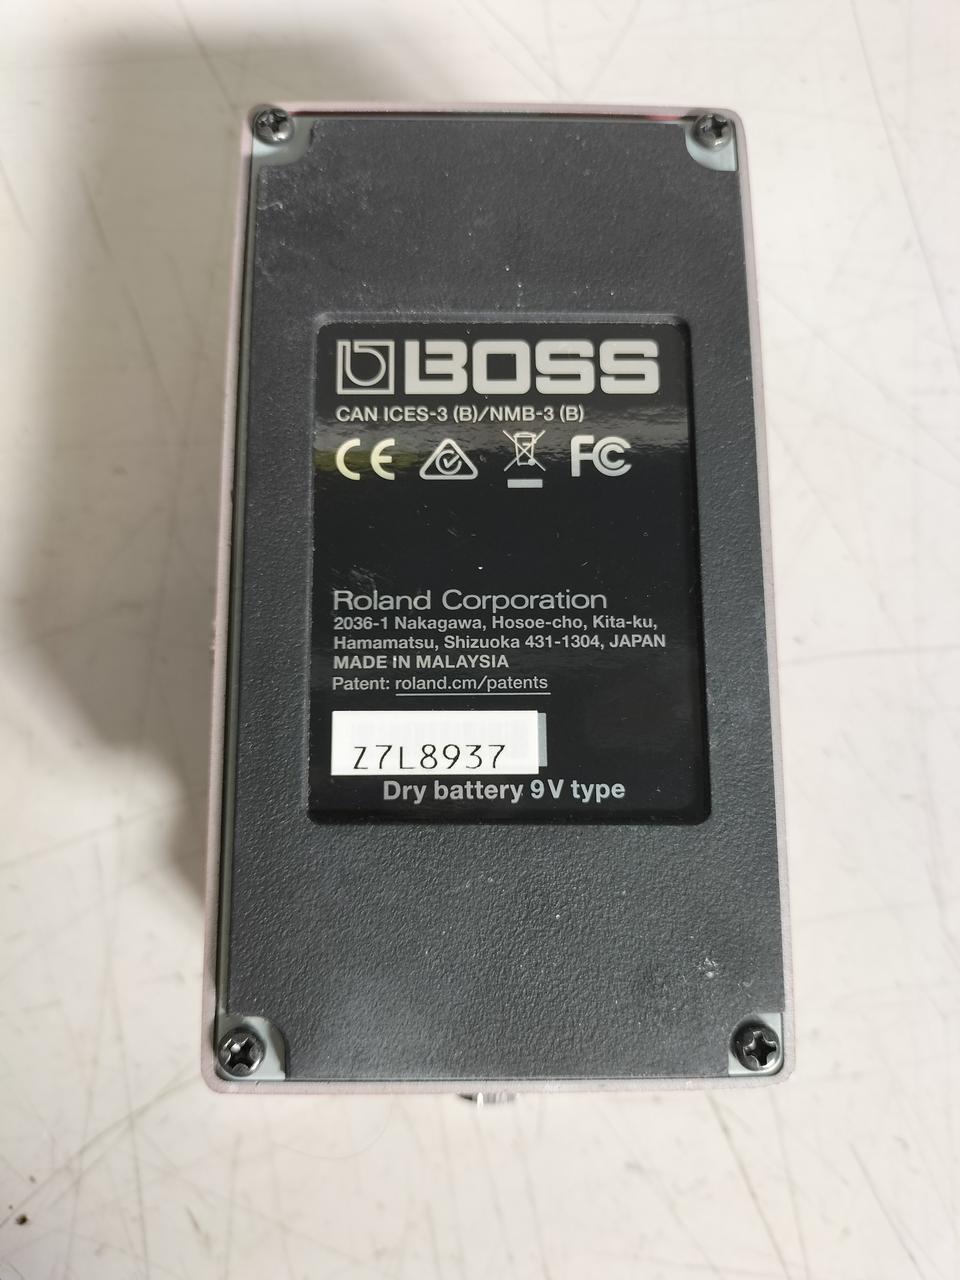 BOSS
CAN ICES-3 (B)/NMB-3 (B)
CE FC
Roland Corporation
2036-1 Nakagawa, Hosoe-cho, Kita-ku,
Hamamatsu, Shizuoka 431-1304, JAPAN
MADE IN MALAYSIA
Patent: roland.cm/patents
Z7L8937
Dry battery 9V type